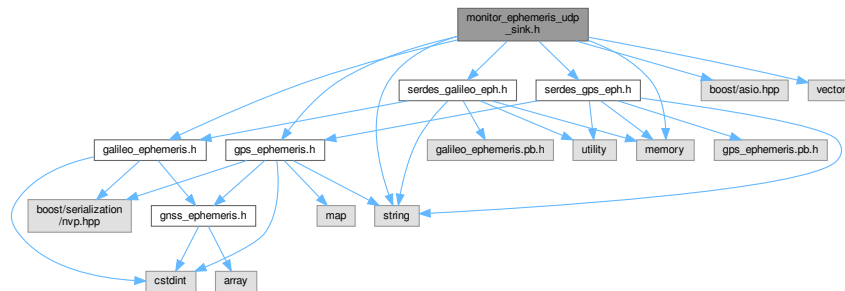 monitor_ephemeris_udp
_sink.h
serdes_galileo_eph.h
serdes_gps_eph.h
boost/asio.hpp
vector
galileo_ephemeris.h
gps_ephemeris.h
galileo_ephemeris.pb.h
utility
memory
gps_ephemeris.pb.h
boost/serialization
/nvp.hpp
gnss_ephemeris.h
map
string
cstdint
array